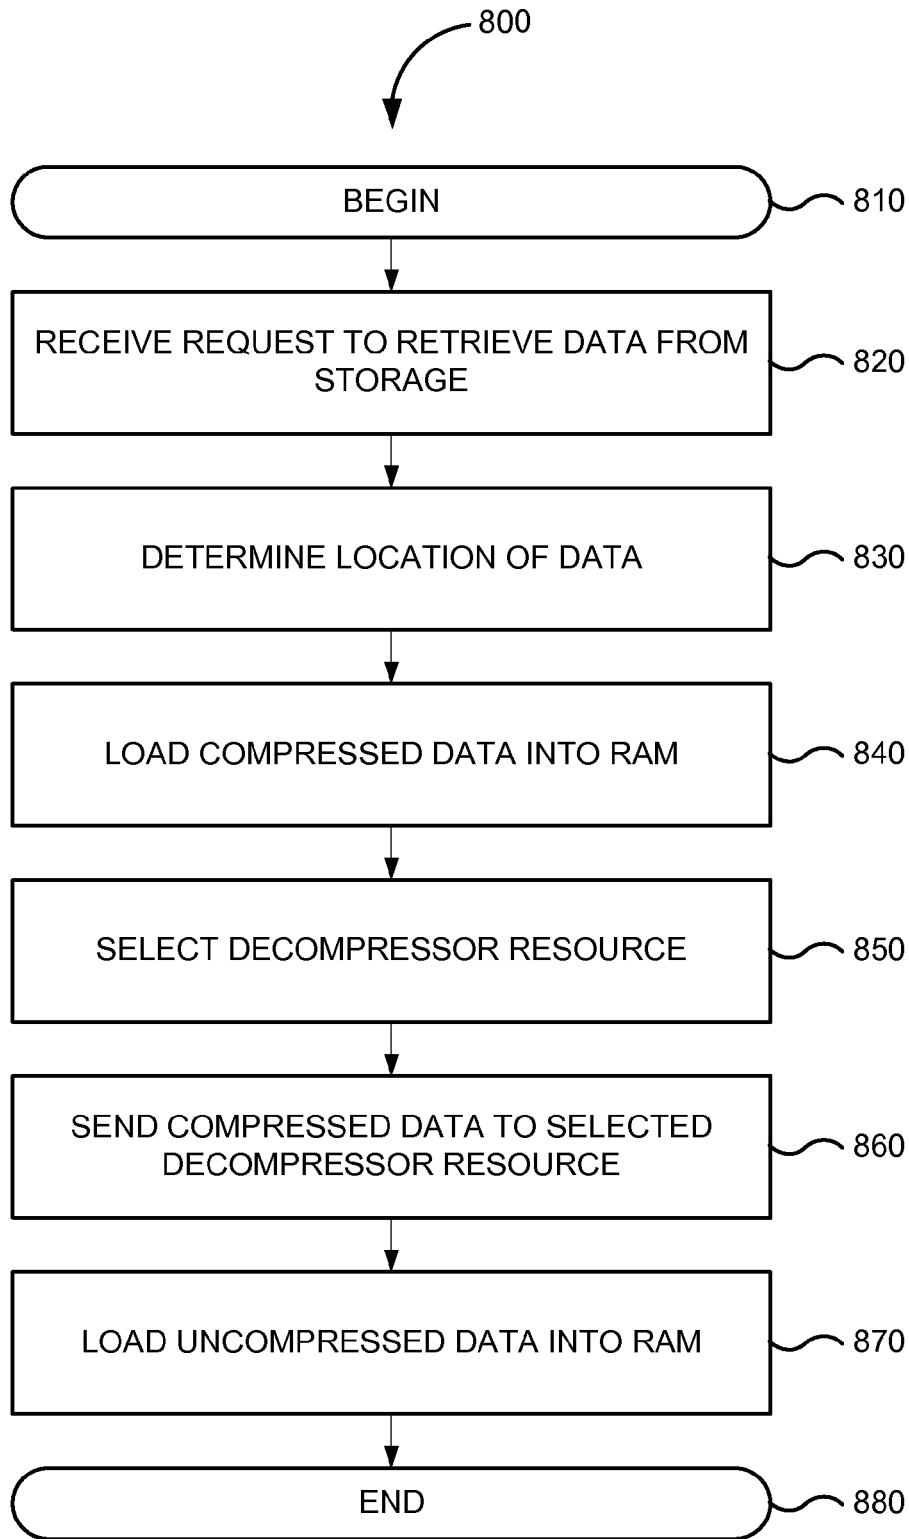 800
BEGIN
810
RECEIVE REQUEST TO RETRIEVE DATA FROM
STORAGE
820
DETERMINE LOCATION OF DATA
830
LOAD COMPRESSED DATA INTO RAM
840
SELECT DECOMPRESSOR RESOURCE
850
SEND COMPRESSED DATA TO SELECTED
DECOMPRESSOR RESOURCE
860
LOAD UNCOMPRESSED DATA INTO RAM
870
END
880